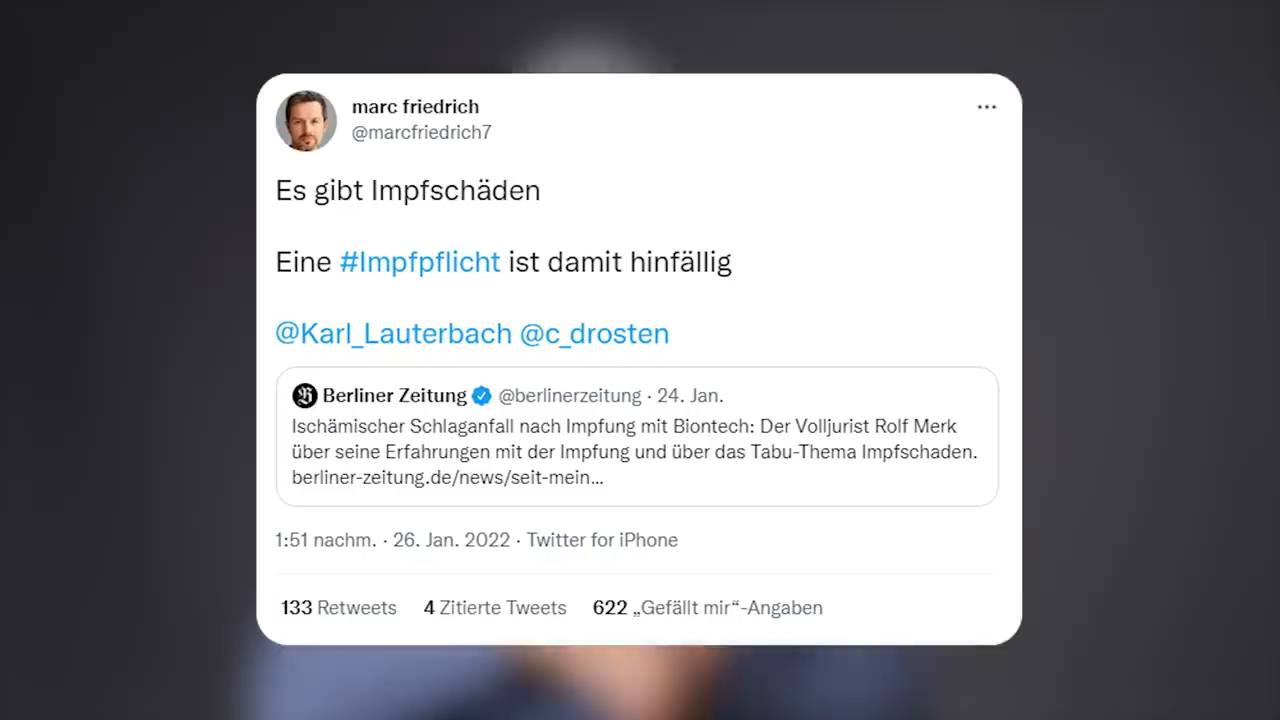 marc friedrich
@marcfriedrich7
Es gibt Impfschäden
Eine #Impfpflicht ist damit hinfällig
@Karl_Lauterbach @c_drosten
Berliner Zeitung @berlinerzeitung · 24. Jan.
Ischämischer Schlaganfall nach Impfung mit Biontech: Der Volljurist Rolf Merk
über seine Erfahrungen mit der Impfung und über das Tabu-Thema Impfschaden.
berliner-zeitung.de/news/seit-mein...
1:51 nachm. · 26. Jan. 2022 · Twitter for iPhone
133 Retweets 4 Zitierte Tweets 622 „Gefällt mir“-Angaben